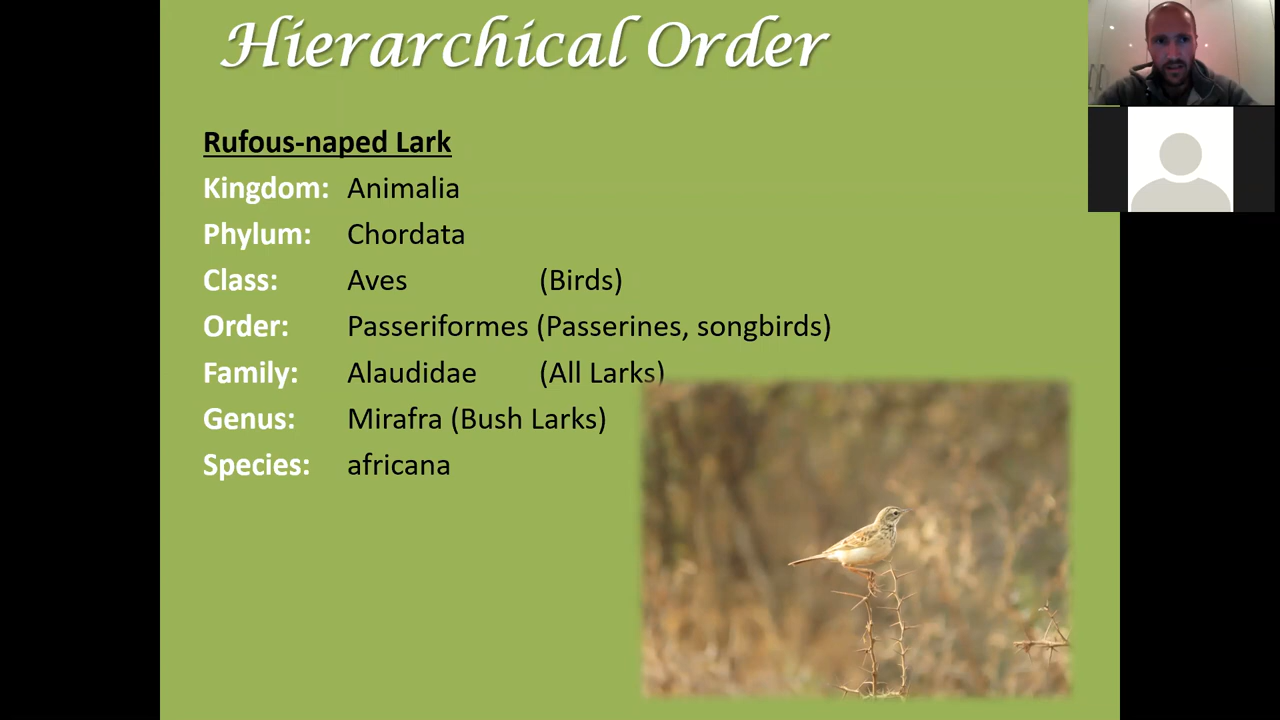 Hierarchical Order
Rufous-naped Lark
Kingdom: Animalia
Phylum: Chordata
Class: Aves (Birds)
Order: Passeriformes (Passerines, songbirds)
Family: Alaudidae (All Larks)
Genus: Mirafra (Bush Larks)
Species: africana